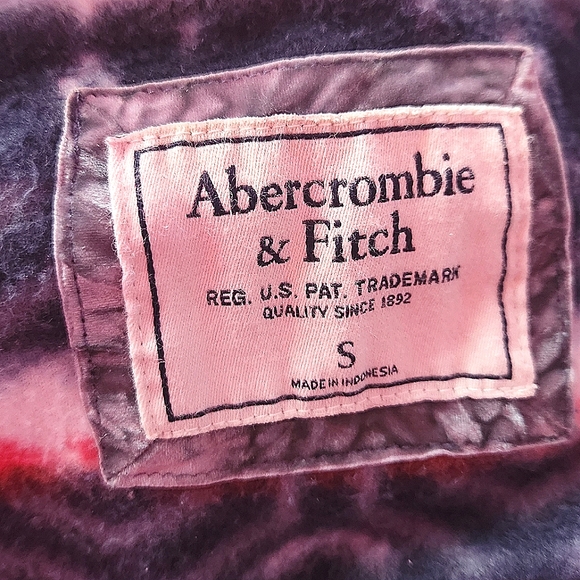 Abercrombie
& Fitch
REG. U.S. PAT. TRADEMARK
QUALITY SINCE 1892
S
MADE IN INDONESIA